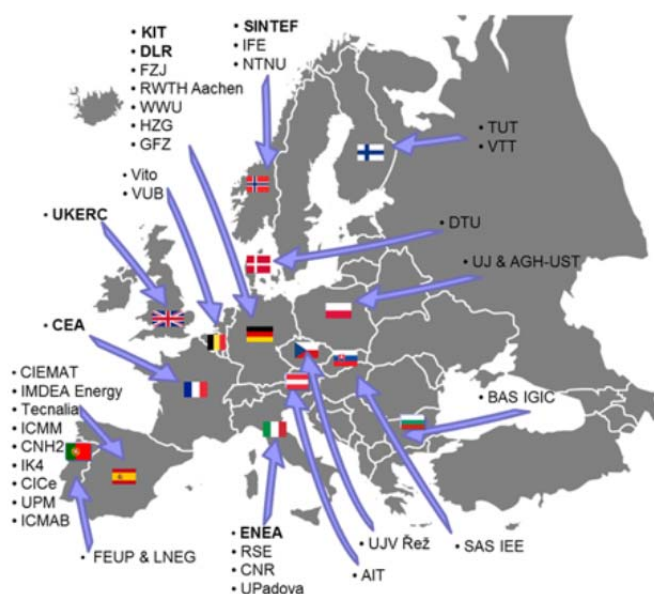 • KIT
• DLR
• FZJ
• RWTH Aachen
• WWU
• HZG
• GFZ
• SINTEF
• IFE
• NTNU
• TUT
• VTT
• Vito
• VUB
• UKERC
• DTU
• UJ & AGH-UST
• CEA
• CIEMAT
• IMDEA Energy
• Tecnalia
• ICMM
• CNH2
• IK4
• CICe
• UPM
• ICMAB
• BAS IGIC
• FEUP & LNEG
• ENEA
• RSE
• CNR
• UPadova
• UJV Řež
• AIT
• SAS IEE